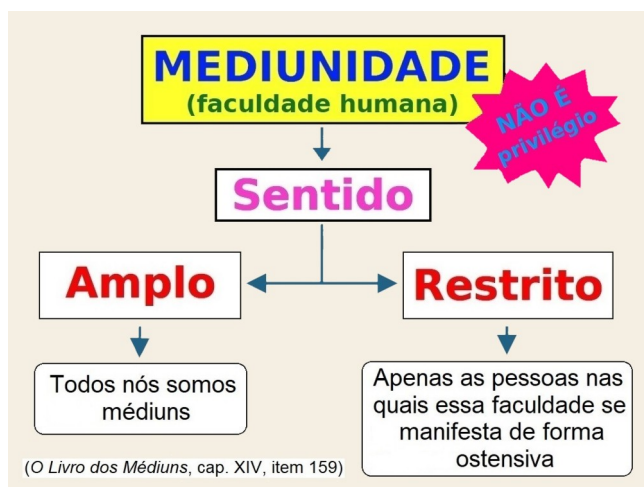 MEDIUNIDADE
(faculdade humana)
NÃO É
privilégio
Sentido
Amplo
Restrito
Todos nós somos
médiuns
Apenas as pessoas nas
quais essa faculdade se
manifesta de forma
ostensiva
(O Livro dos Médiuns, cap. XIV, item 159)